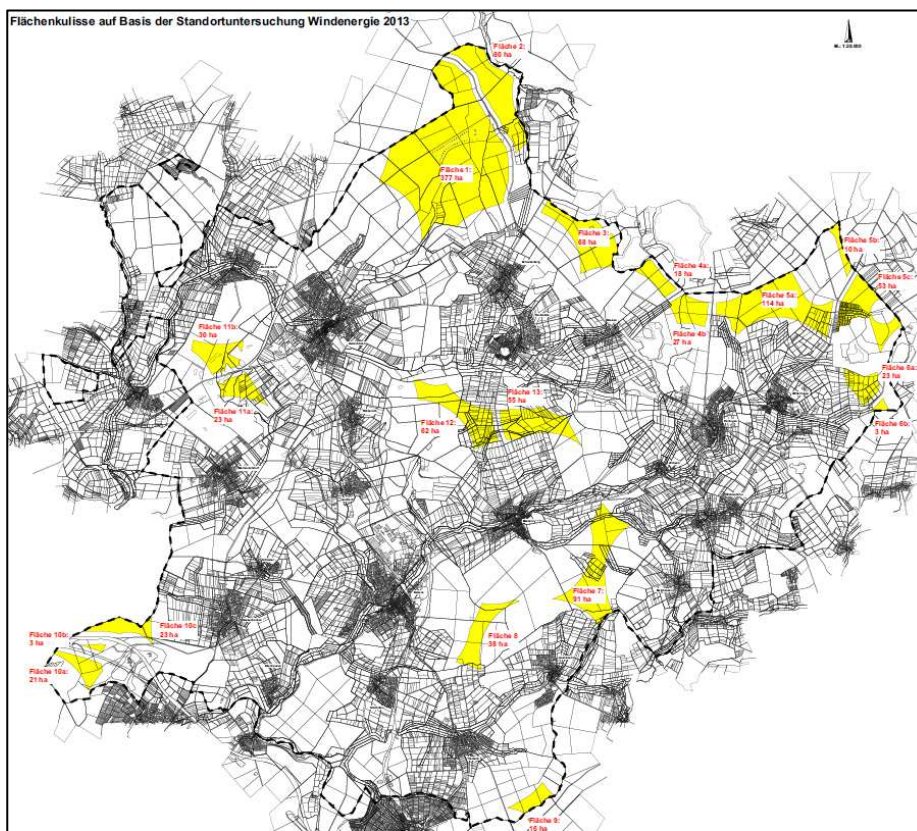 Flächenkulisse auf Basis der Standortuntersuchung Windenergie 2013
Fläche 2:
60 ha
Fläche 1:
377 ha
Fläche 3:
68 ha
Fläche 4a:
18 ha
Fläche 5b:
10 ha
Fläche 5c:
53 ha
Fläche 5a:
114 ha
Fläche 4b
27 ha
Fläche 11b:
30 ha
Fläche 6a:
23 ha
Fläche 11a:
23 ha
Fläche 13:
55 ha
Fläche 12:
62 ha
Fläche 6b:
3 ha
Fläche 7:
91 ha
Fläche 10b:
3 ha
Fläche 10c:
23 ha
Fläche 8
38 ha
Fläche 10a:
21 ha
Fläche 9:
16 ha